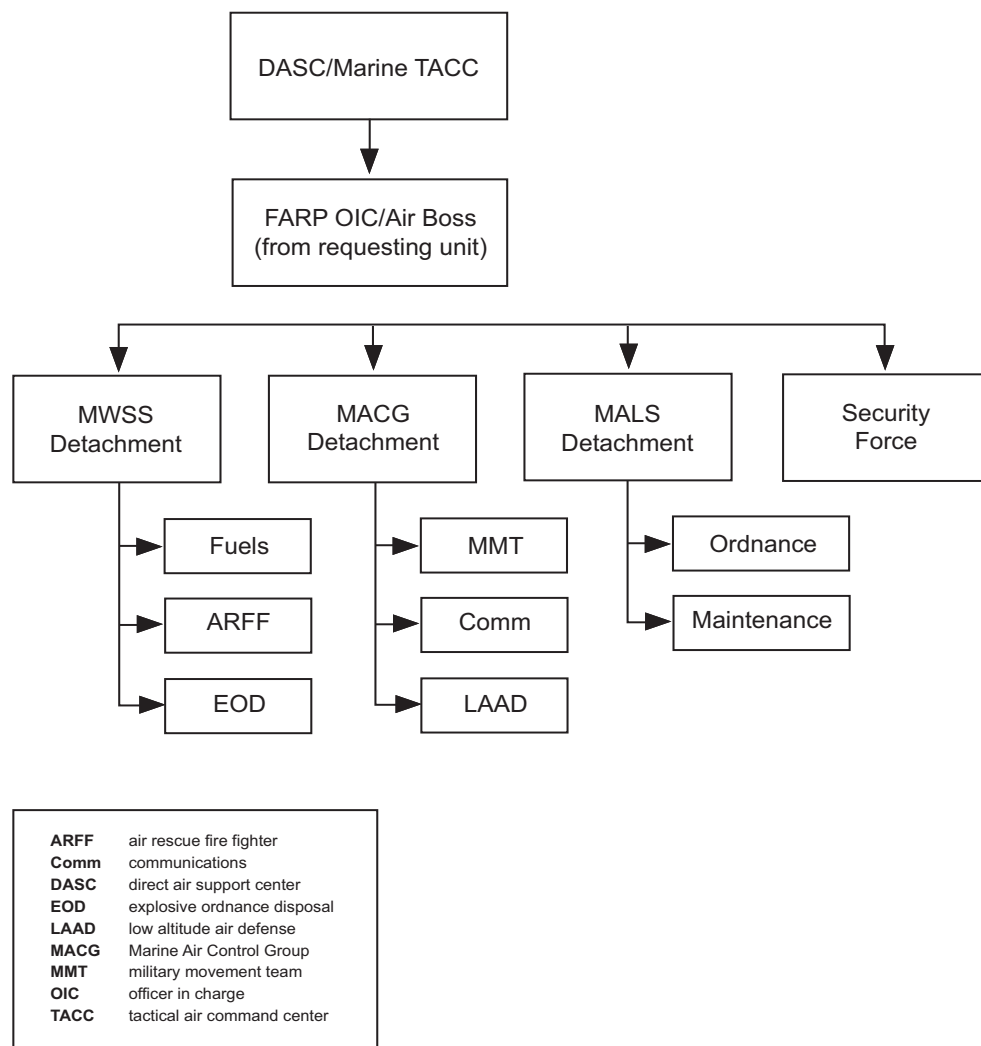 DASC/Marine TACC
FARP OIC/Air Boss
(from requesting unit)
MWSS
Detachment
MACG
Detachment
MALS
Detachment
Security
Force
Fuels
MMT
Ordnance
ARFF
Comm
Maintenance
EOD
LAAD
ARFF air rescue fire fighter
Comm communications
DASC direct air support center
EOD explosive ordnance disposal
LAAD low altitude air defense
MACG Marine Air Control Group
MMT military movement team
OIC officer in charge
TACC tactical air command center